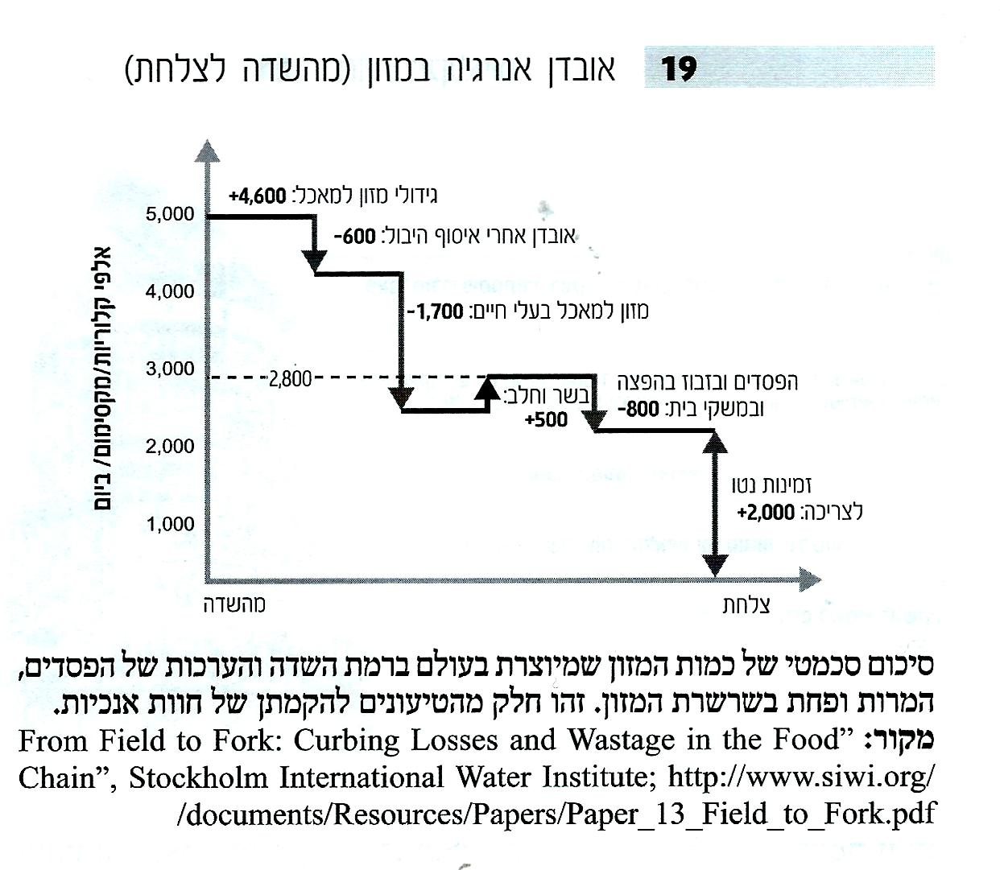 19 אובדן אנרגיה במזון (מהשדה לצלחת)
אלפי קלוריות/מקסימום/ ביום
5,000
4,000
3,000
2,000
1,000
גידולי מזון למאכל: +4,600
אובדן אחרי איסוף היבול: -600
מזון למאכל בעלי חיים: -1,700
2,800
בשר וחלב:
+500
הפסדים ובזבוז בהפצה
ובמשקי בית: -800
זמינות נטו
לצריכה: +2,000
מהשדה
צלחת
סיכום סכמטי של כמות המזון שמיוצרת בעולם ברמת השדה והערכות של הפסדים,
המרות ופחת בשרשרת המזון. זהו חלק מהטיעונים להקמתן של חוות אנכיות.
מקור: "From Field to Fork: Curbing Losses and Wastage in the Food
Chain”, Stockholm International Water Institute; http://www.siwi.org/
/documents/Resources/Papers/Paper_13_Field_to_Fork.pdf